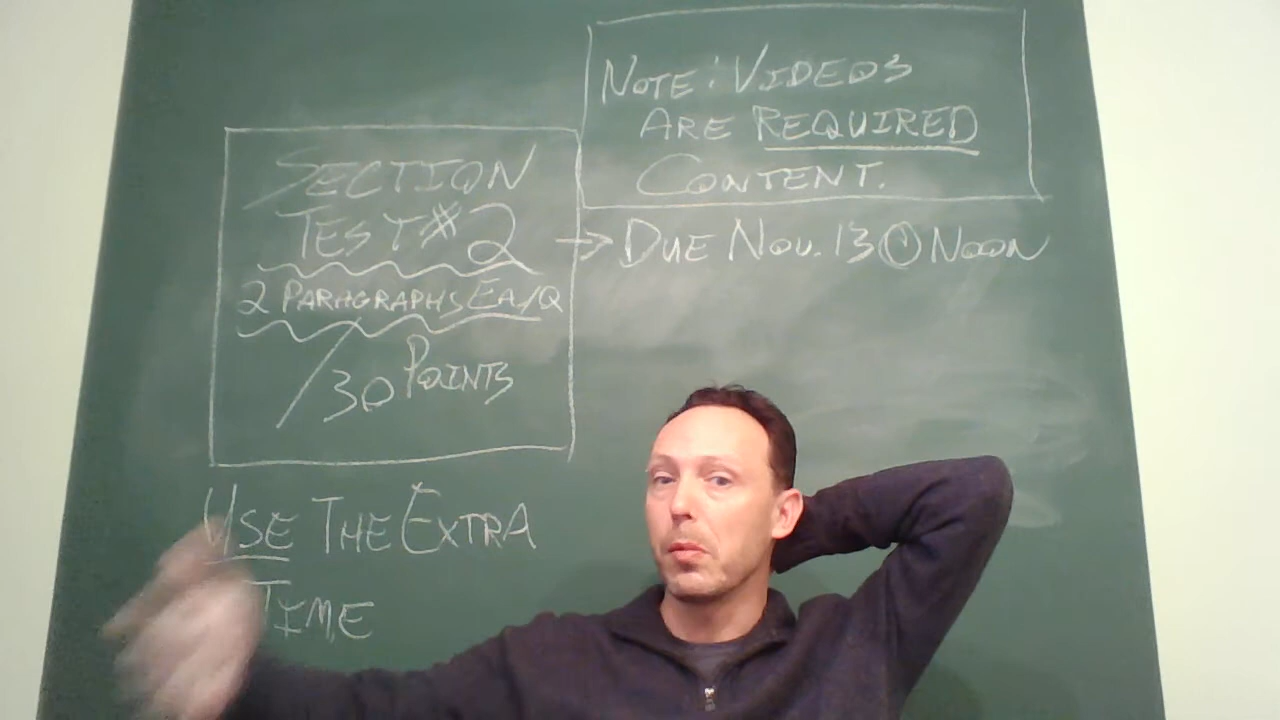 NOTE: VIDEOS
ARE REQUIRED
CONTENT.
SECTION
TEST #2
→ DUE NOV. 13 @ NOON
2 PARAGRAPHS EA/Q
/30 POINTS
USE THE EXTRA
TIME